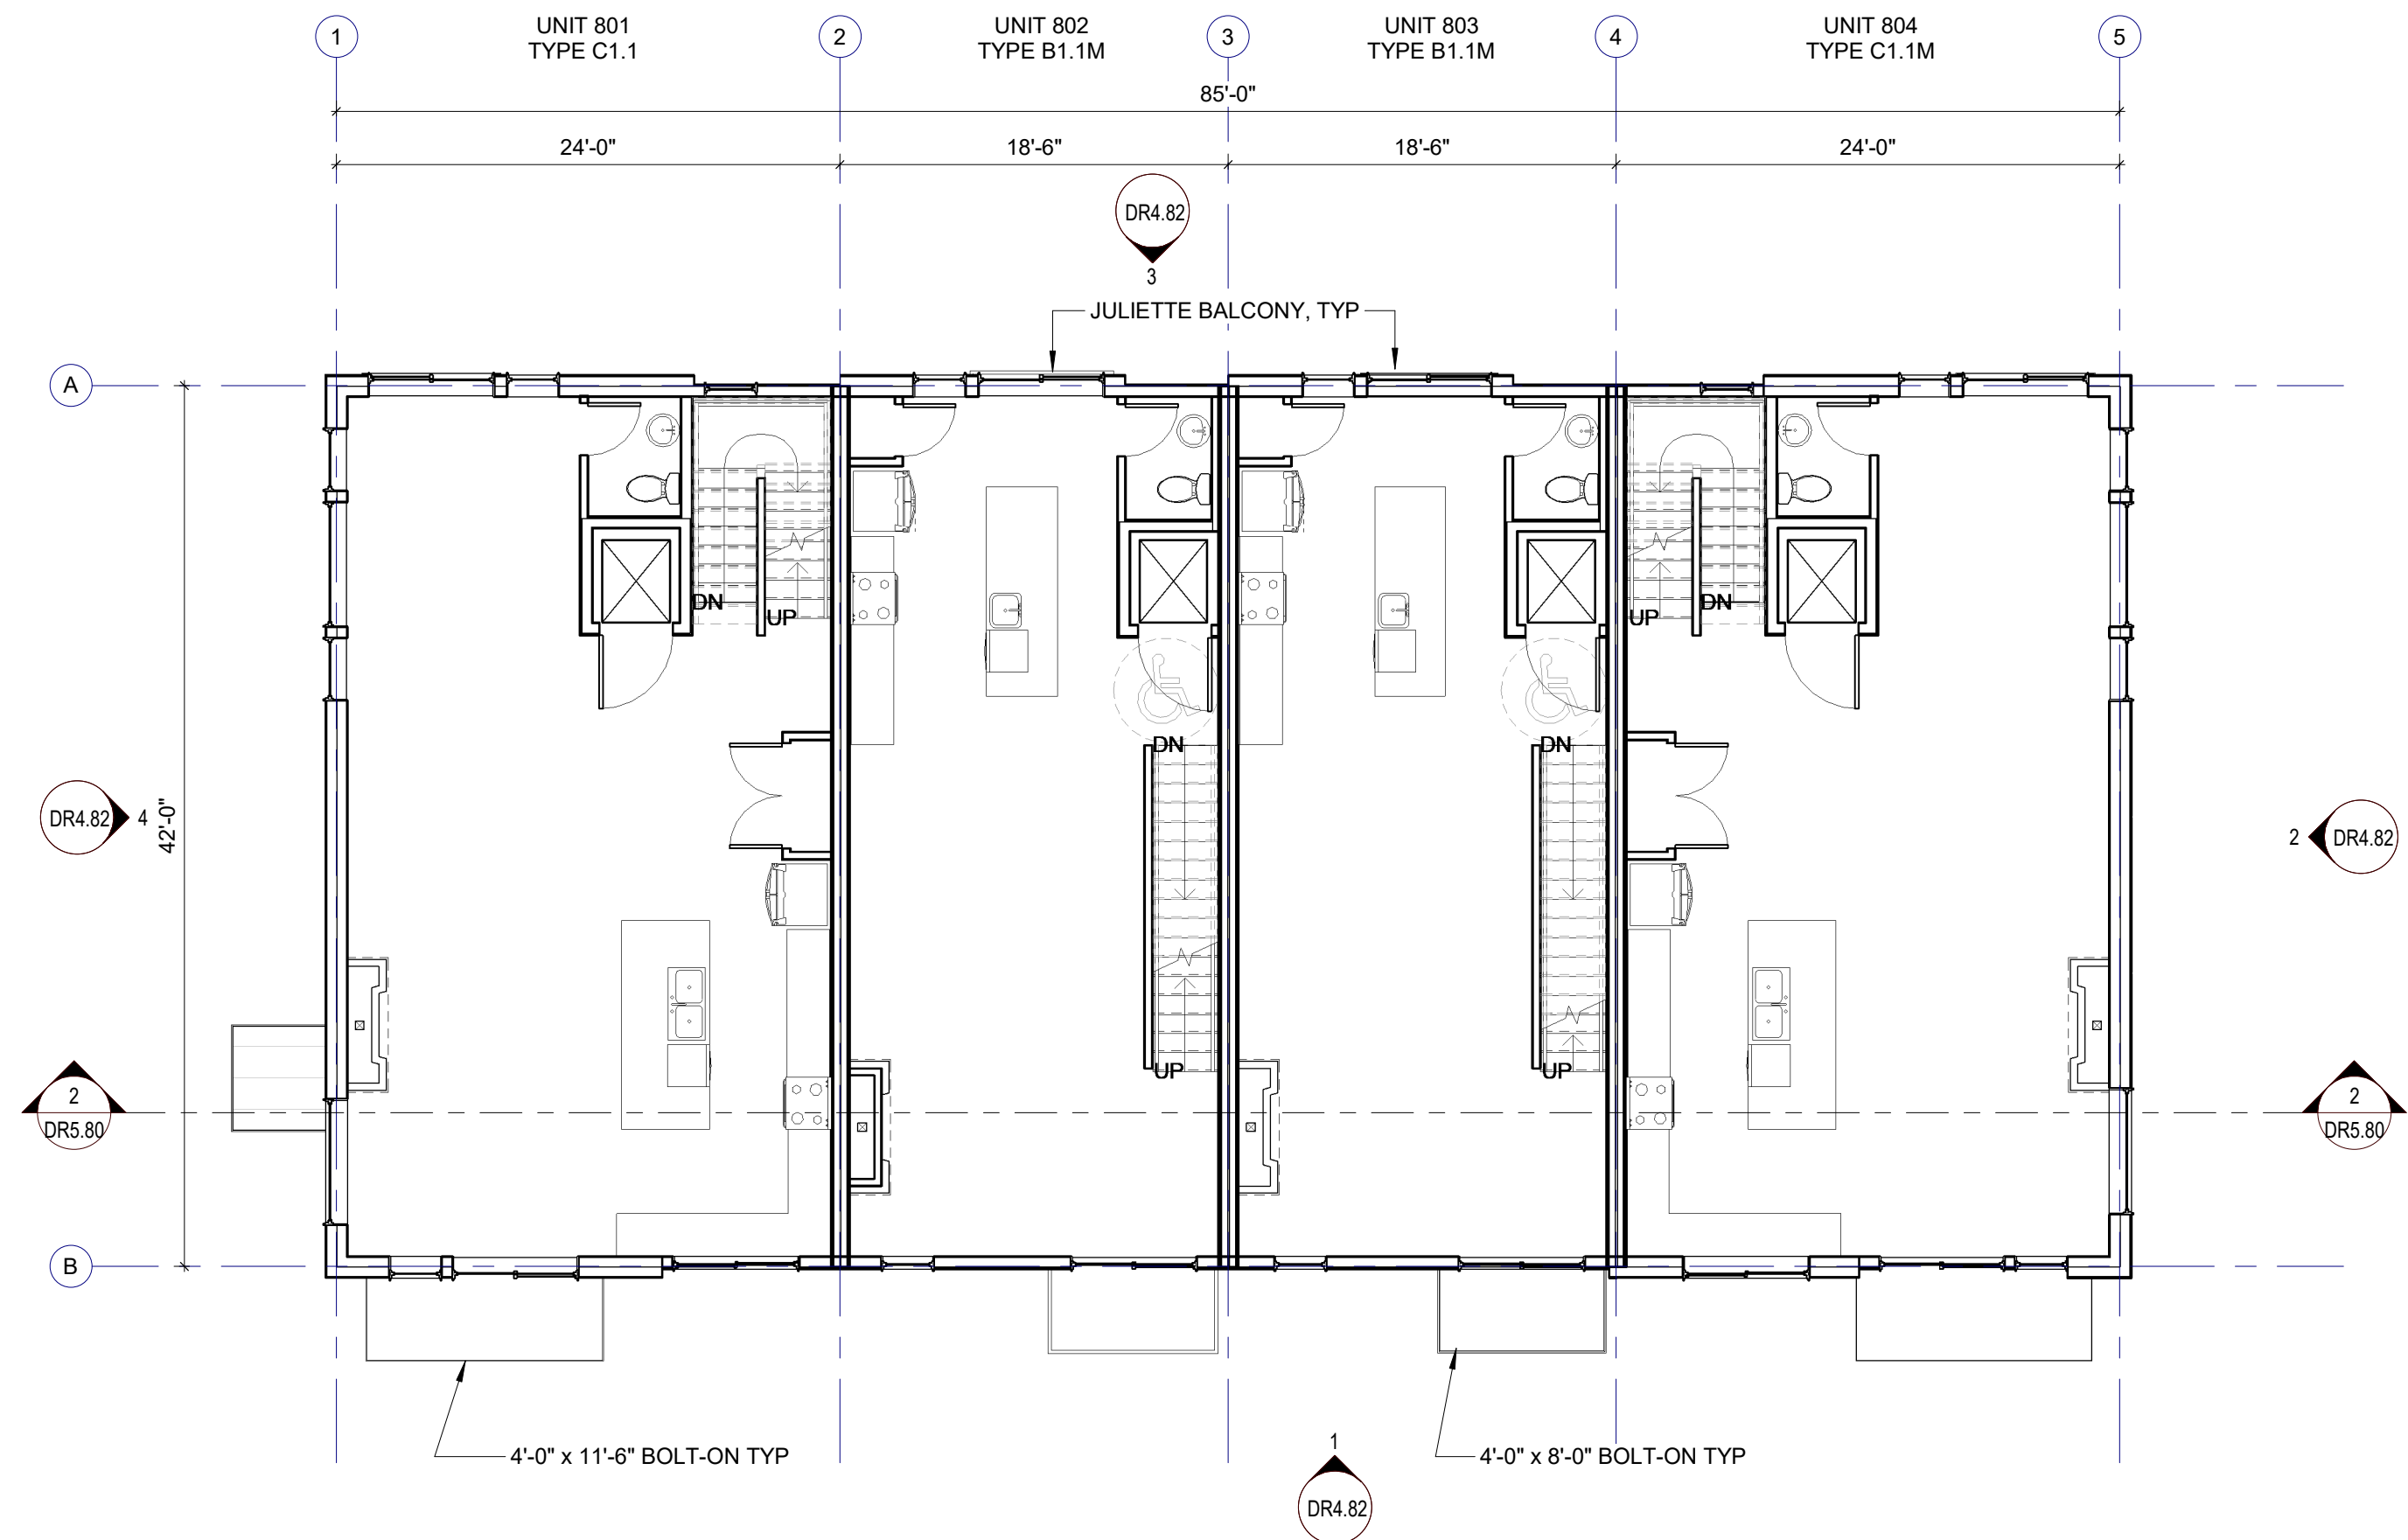 1
UNIT 801
TYPE C1.1
2
UNIT 802
TYPE B1.1M
3
UNIT 803
TYPE B1.1M
4
UNIT 804
TYPE C1.1M
5
85'-0"
24'-0"
18'-6"
18'-6"
24'-0"
DR4.82
3
JULIETTE BALCONY, TYP
A
DN
UP
UP
DN
DN
DN
DR4.82
4
42'-0"
2
DR4.82
UP
UP
2
DR5.80
2
DR5.80
B
4'-0" x 11'-6" BOLT-ON TYP
4'-0" x 8'-0" BOLT-ON TYP
1
DR4.82